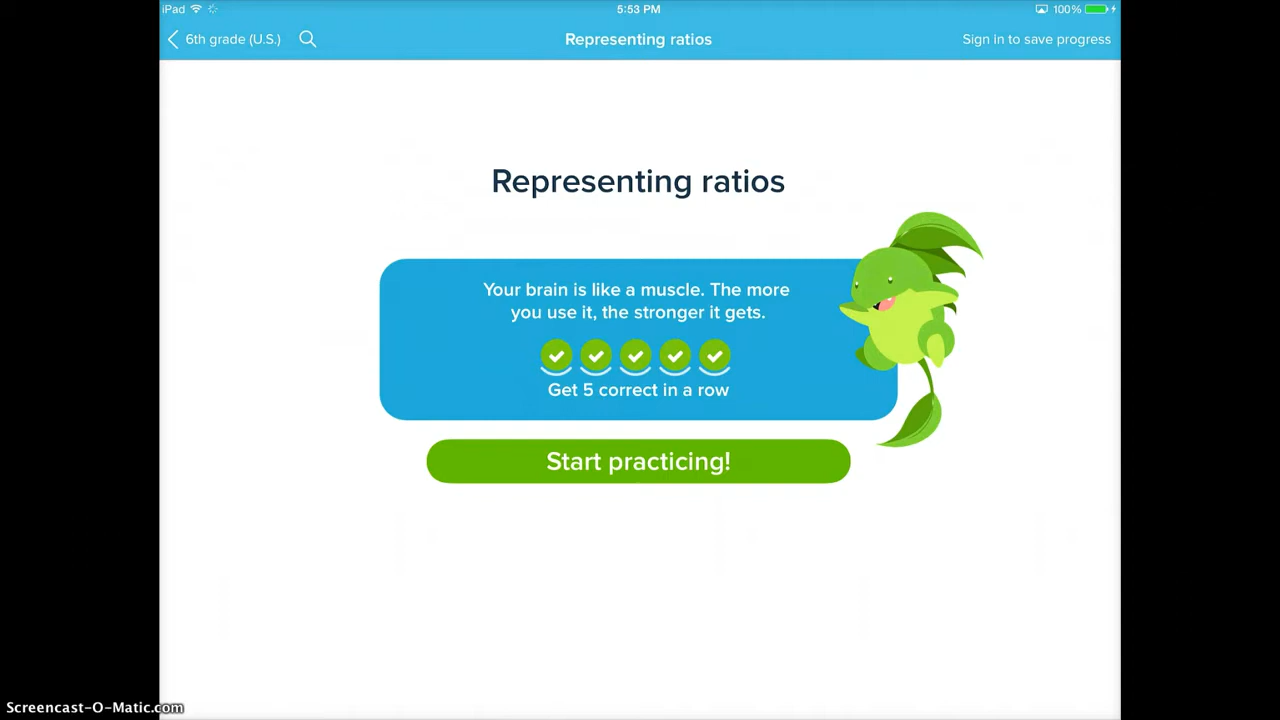 iPad 5:53 PM 100%
6th grade (U.S.) Representing ratios Sign in to save progress
Representing ratios
Your brain is like a muscle. The more
you use it, the stronger it gets.
Get 5 correct in a row
Start practicing!
Screencast-O-Matic.com